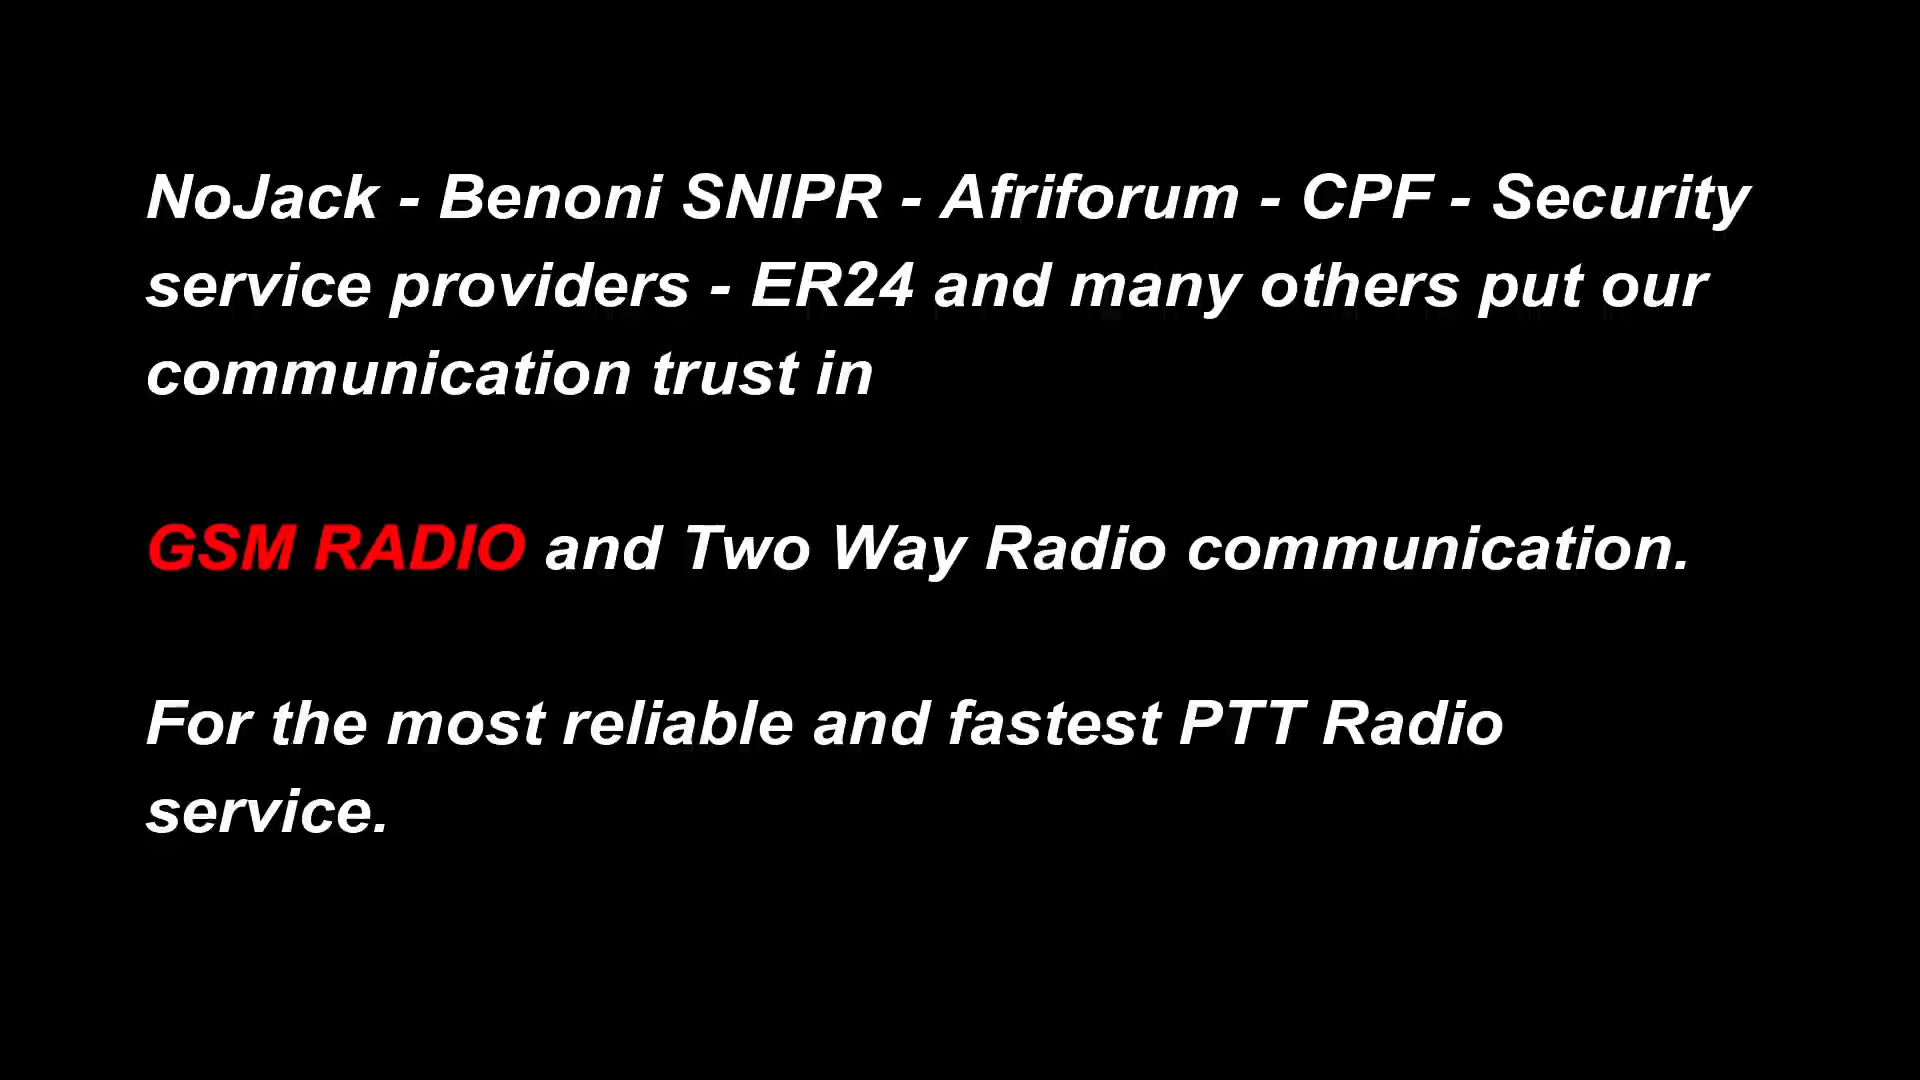 NoJack - Benoni SNIPR - Afriforum - CPF - Security
service providers - ER24 and many others put our
communication trust in
GSM RADIO and Two Way Radio communication.
For the most reliable and fastest PTT Radio
service.